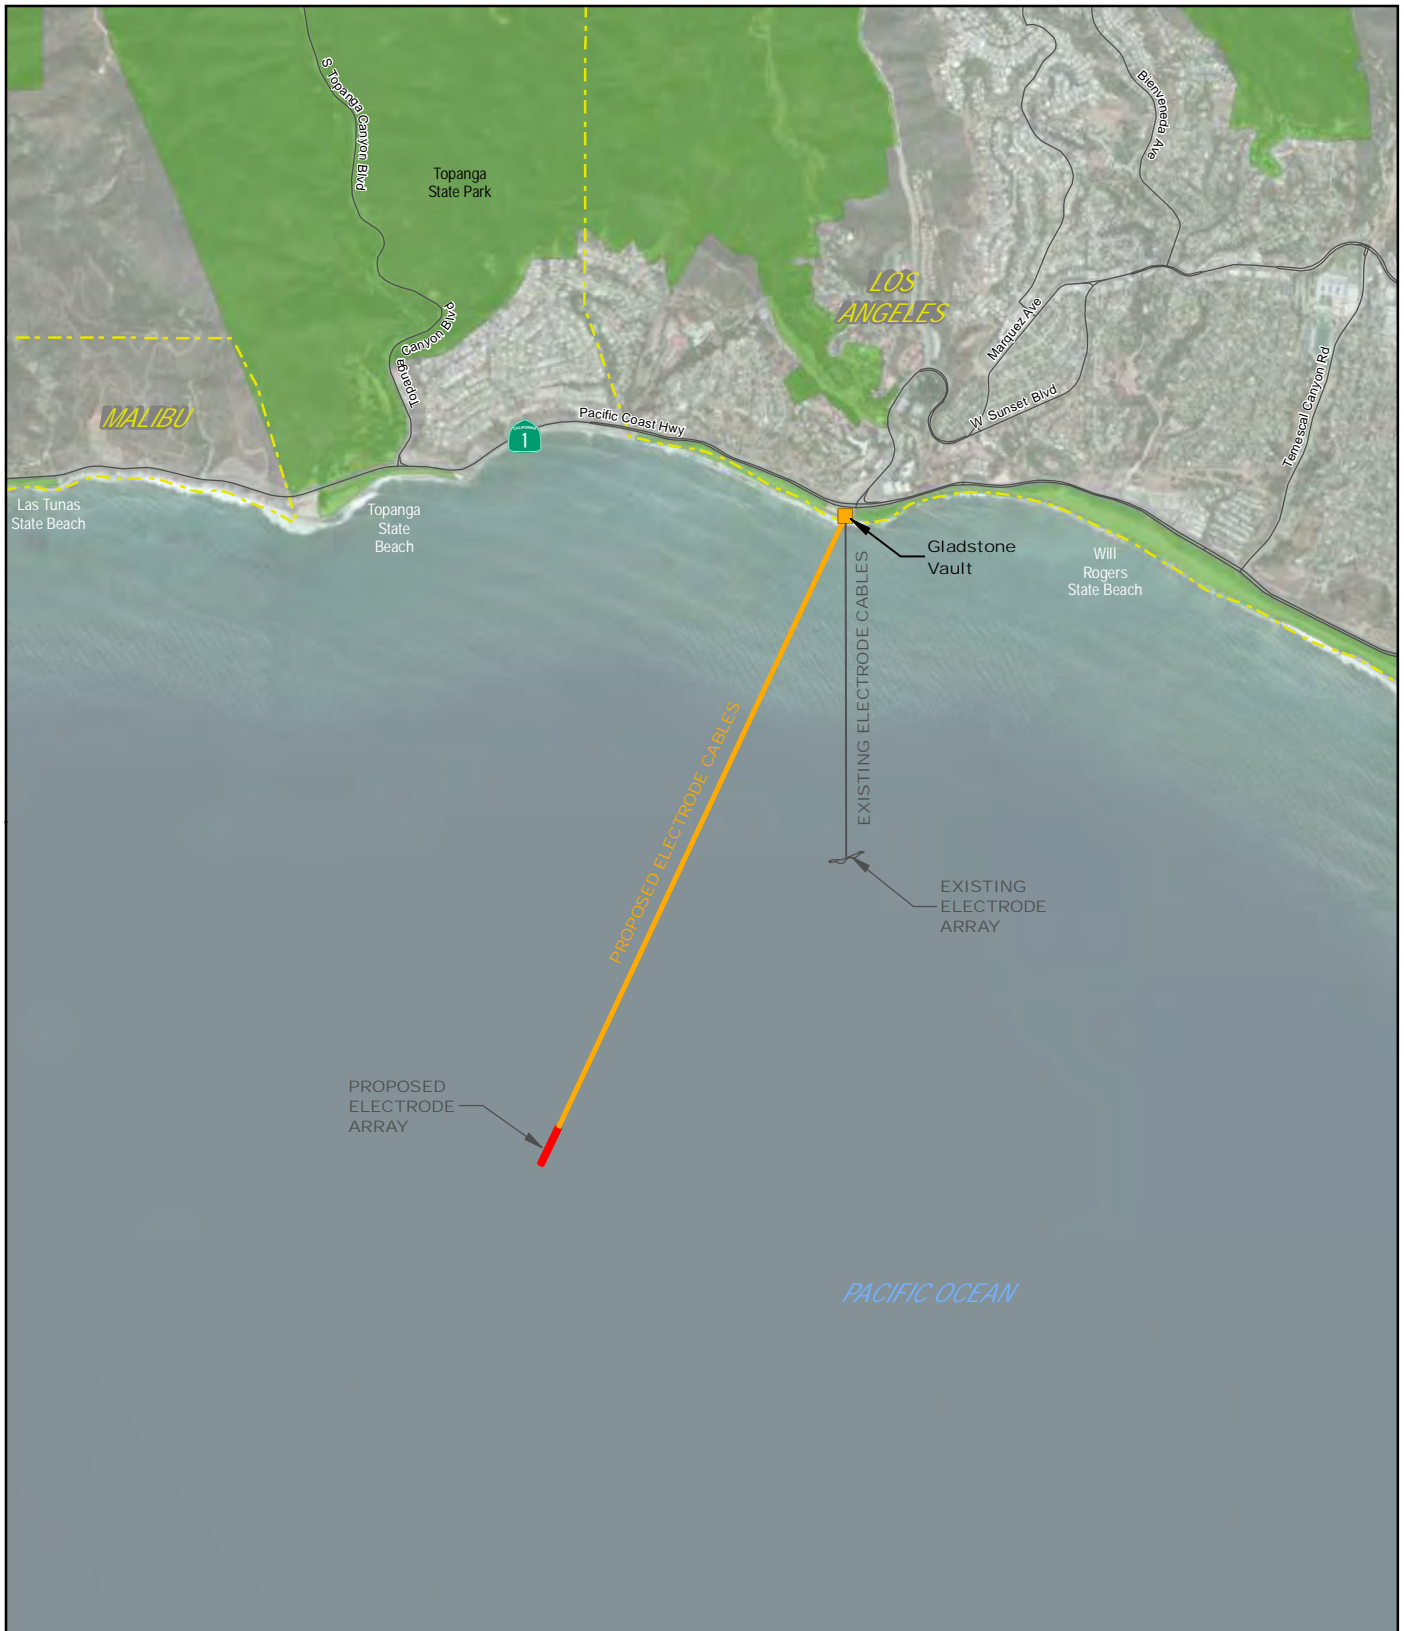 S Topanga Canyon Blvd
Bienveneda Ave
Topanga
State Park
LOS
ANGELES
Topanga Canyon Blvd
Marquez Ave
W Sunset Blvd
Temescal Canyon Rd
MALIBU
Pacific Coast Hwy
CALIFORNIA
1
Las Tunas
State Beach
Topanga
State
Beach
Gladstone
Vault
Will
Rogers
State Beach
EXISTING ELECTRODE CABLES
PROPOSED ELECTRODE CABLES
EXISTING
ELECTRODE
ARRAY
PROPOSED
ELECTRODE
ARRAY
PACIFIC OCEAN